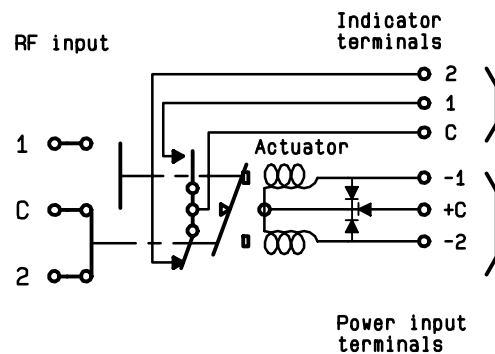 Indicator
terminals
RF input
2
1
C
1
Actuator
-1
C
+C
-2
2
Power input
terminals